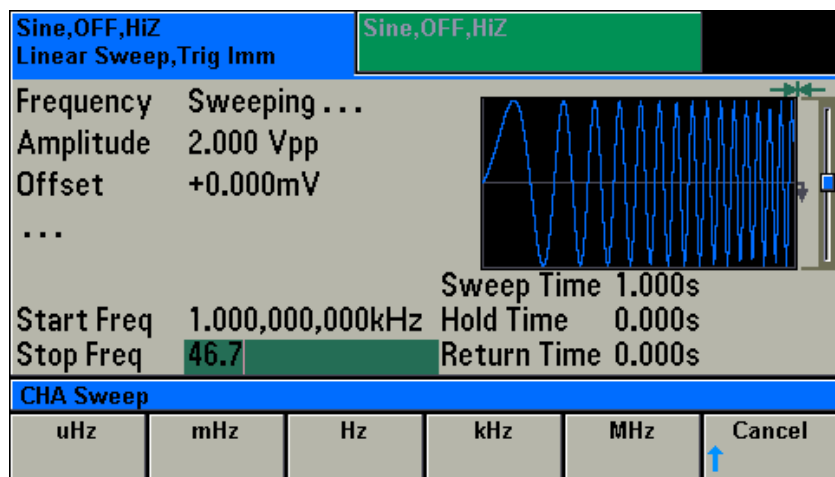 Sine,OFF,HiZ
Linear Sweep,Trig Imm
Sine,OFF,HiZ
Frequency Sweeping...
Amplitude 2.000 Vpp
Offset +0.000mV
...
Sweep Time 1.000s
Start Freq 1.000,000,000kHz Hold Time 0.000s
Stop Freq 46.7 Return Time 0.000s
CHA Sweep
uHz mHz Hz kHz MHz Cancel